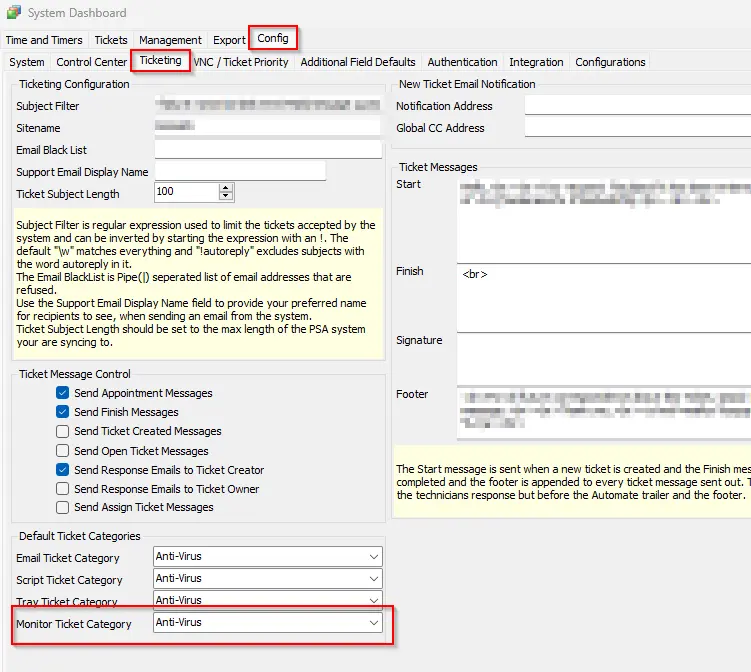 System Dashboard
Time and Timers Tickets Management Export Config
System Control Center Ticketing VNC / Ticket Priority Additional Field Defaults Authentication Integration Configurations
Ticketing Configuration
Subject Filter
Sitename
Email Black List
Support Email Display Name
Ticket Subject Length 100
Subject Filter is regular expression used to limit the tickets accepted by the
system and can be inverted by starting the expression with an !. The
default "\w" matches everything and "!autoreply" excludes subjects with
the word autoreply in it.
The Email BlackList is Pipe(|) seperated list of email addresses that are
refused.
Use the Support Email Display Name field to provide your preferred name
for recipients to see, when sending an email from the system.
Ticket Subject Length should be set to the max length of the PSA system
your are syncing to.
Ticket Message Control
Send Appointment Messages
Send Finish Messages
Send Ticket Created Messages
Send Open Ticket Messages
Send Response Emails to Ticket Creator
Send Response Emails to Ticket Owner
Send Assign Ticket Messages
Default Ticket Categories
Email Ticket Category Anti-Virus
Script Ticket Category Anti-Virus
Tray Ticket Category Anti-Virus
Monitor Ticket Category Anti-Virus
New Ticket Email Notification
Notification Address
Global CC Address
Ticket Messages
Start
Finish <br>
Signature
Footer
The Start message is sent when a new ticket is created and the Finish mes
completed and the footer is appended to every ticket message sent out. T
the technicians response but before the Automate trailer and the footer.